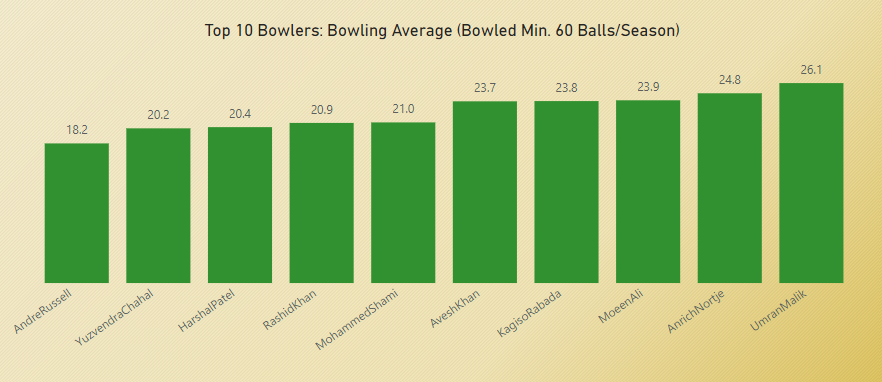 Top 10 Bowlers: Bowling Average (Bowled Min. 60 Balls/Season)
18.2
20.2
20.4
20.9
21.0
23.7
23.8
23.9
24.8
26.1
AndreRussell
YuzvendraChahal
HarshalPatel
RashidKhan
MohammedShami
AveshKhan
KagisoRabada
MoeenAli
AnrichNortje
UmranMalik